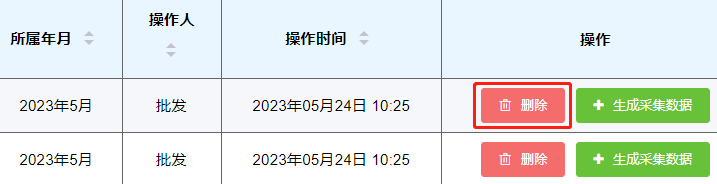 所属年月 操作人 操作时间 操作
2023年5月 批发 2023年05月24日 10:25 删除 生成采集数据
2023年5月 批发 2023年05月24日 10:25 删除 生成采集数据